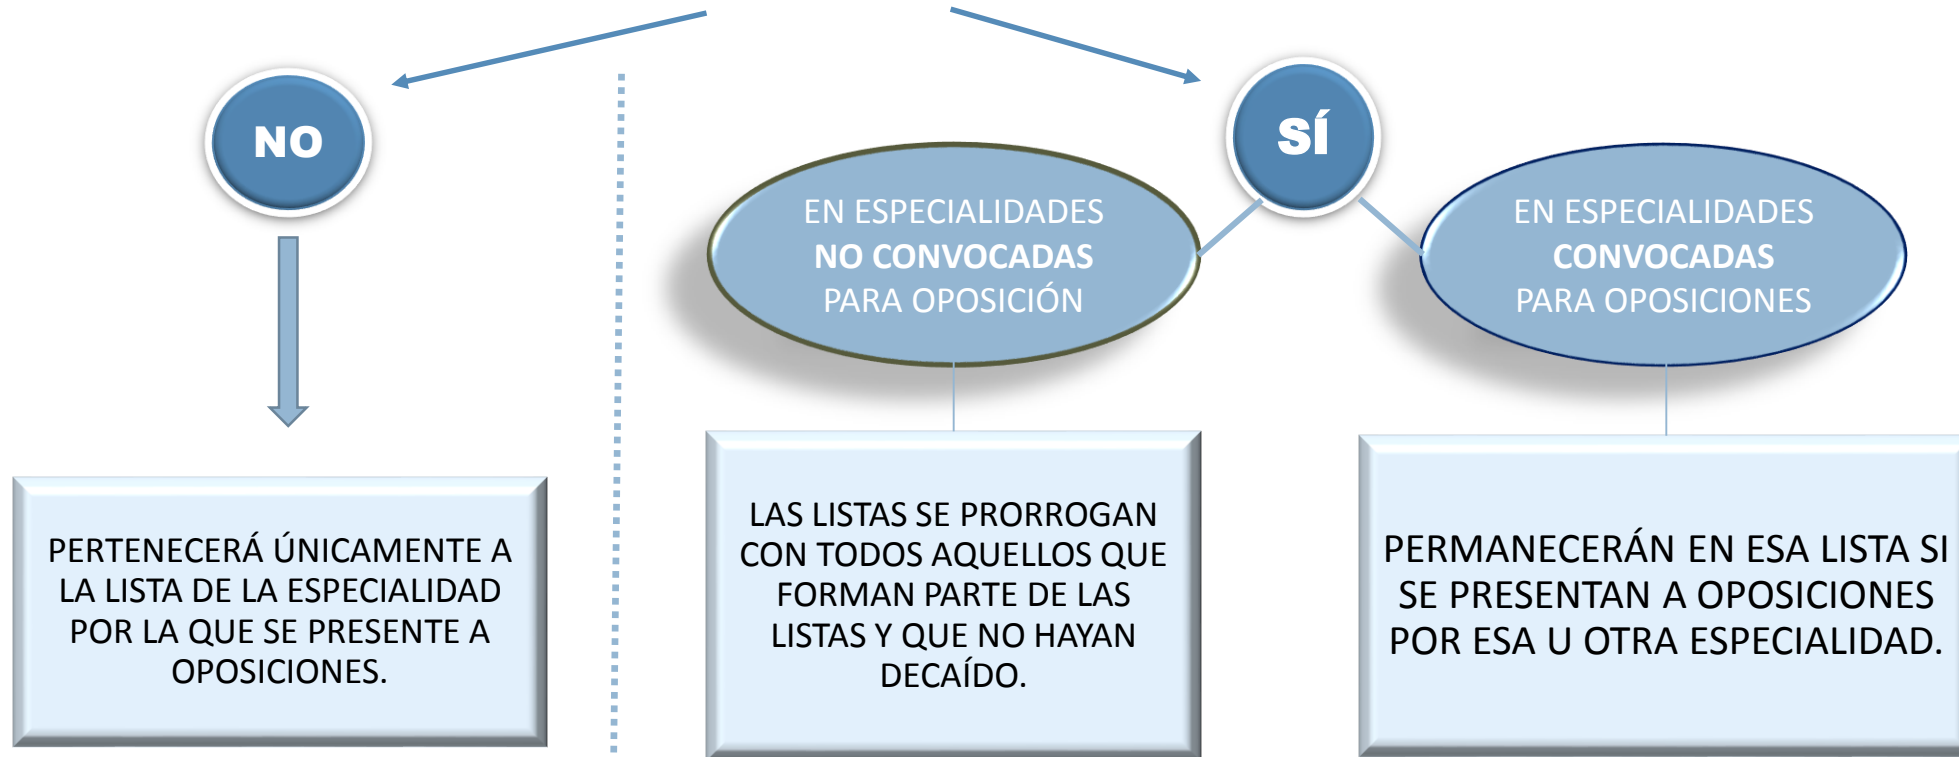 NO
SÍ
EN ESPECIALIDADES
NO CONVOCADAS
PARA OPOSICIÓN
EN ESPECIALIDADES
CONVOCADAS
PARA OPOSICIONES
PERTENECERÁ ÚNICAMENTE A
LA LISTA DE LA ESPECIALIDAD
POR LA QUE SE PRESENTE A
OPOSICIONES.
LAS LISTAS SE PRORROGAN
CON TODOS AQUELLOS QUE
FORMAN PARTE DE LAS
LISTAS Y QUE NO HAYAN
DECAÍDO.
PERMANECERÁN EN ESA LISTA SI
SE PRESENTAN A OPOSICIONES
POR ESA U OTRA ESPECIALIDAD.